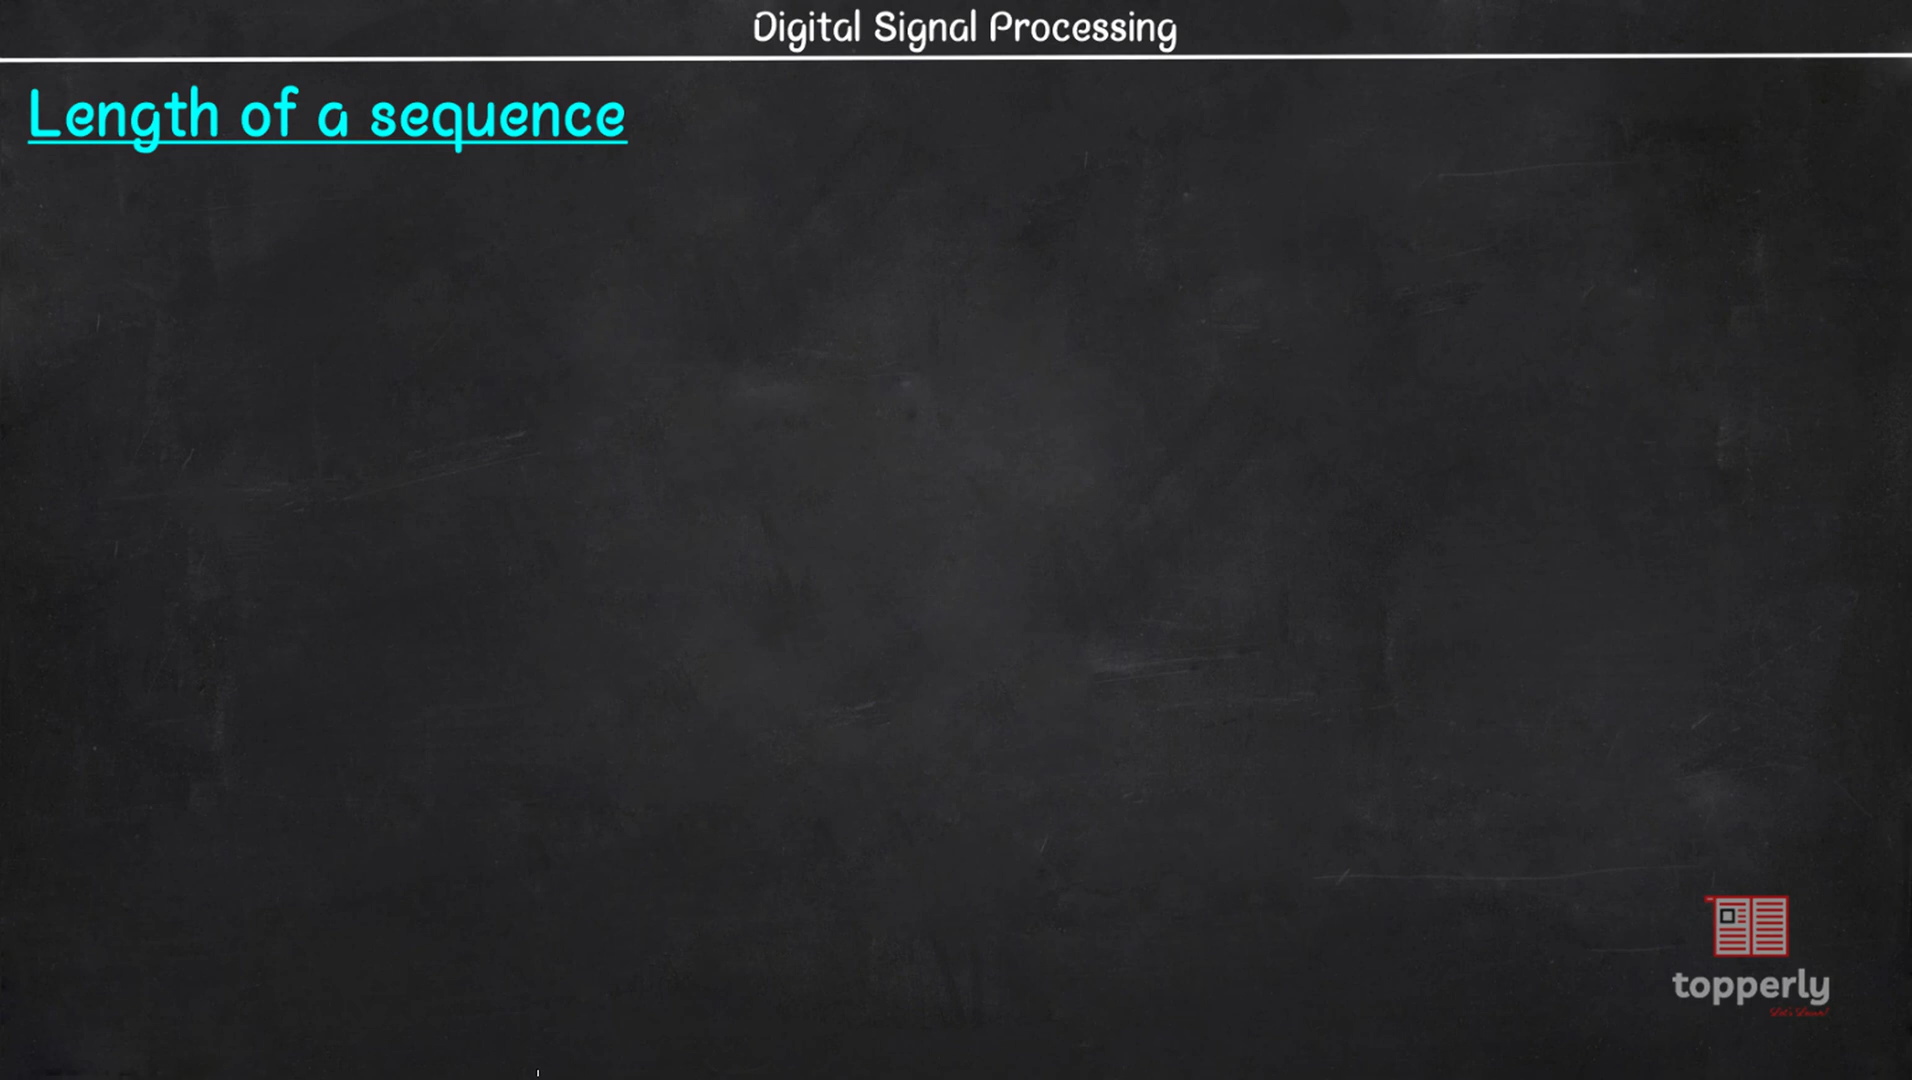 Digital Signal Processing
Length of a sequence
topperly